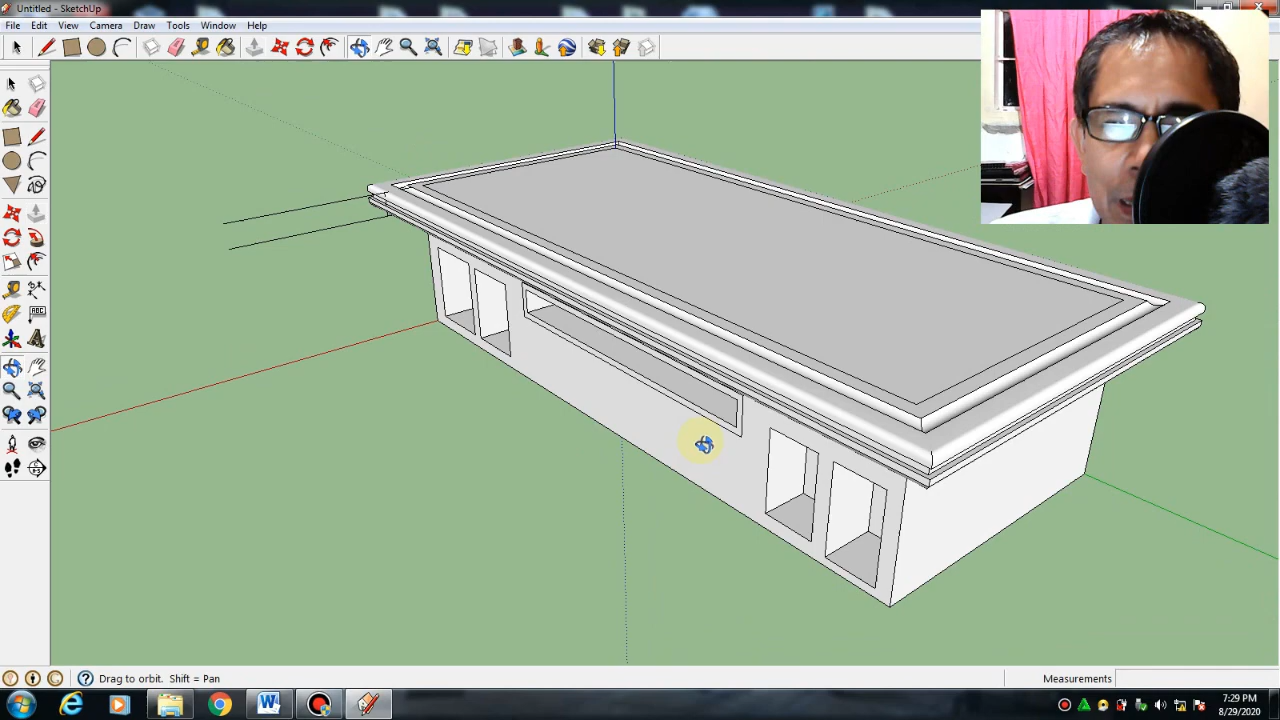 Untitled - SketchUp
File Edit View Camera Draw Tools Window Help
ABC
A
Drag to orbit. Shift = Pan
Measurements
W
7:29 PM
8/29/2020